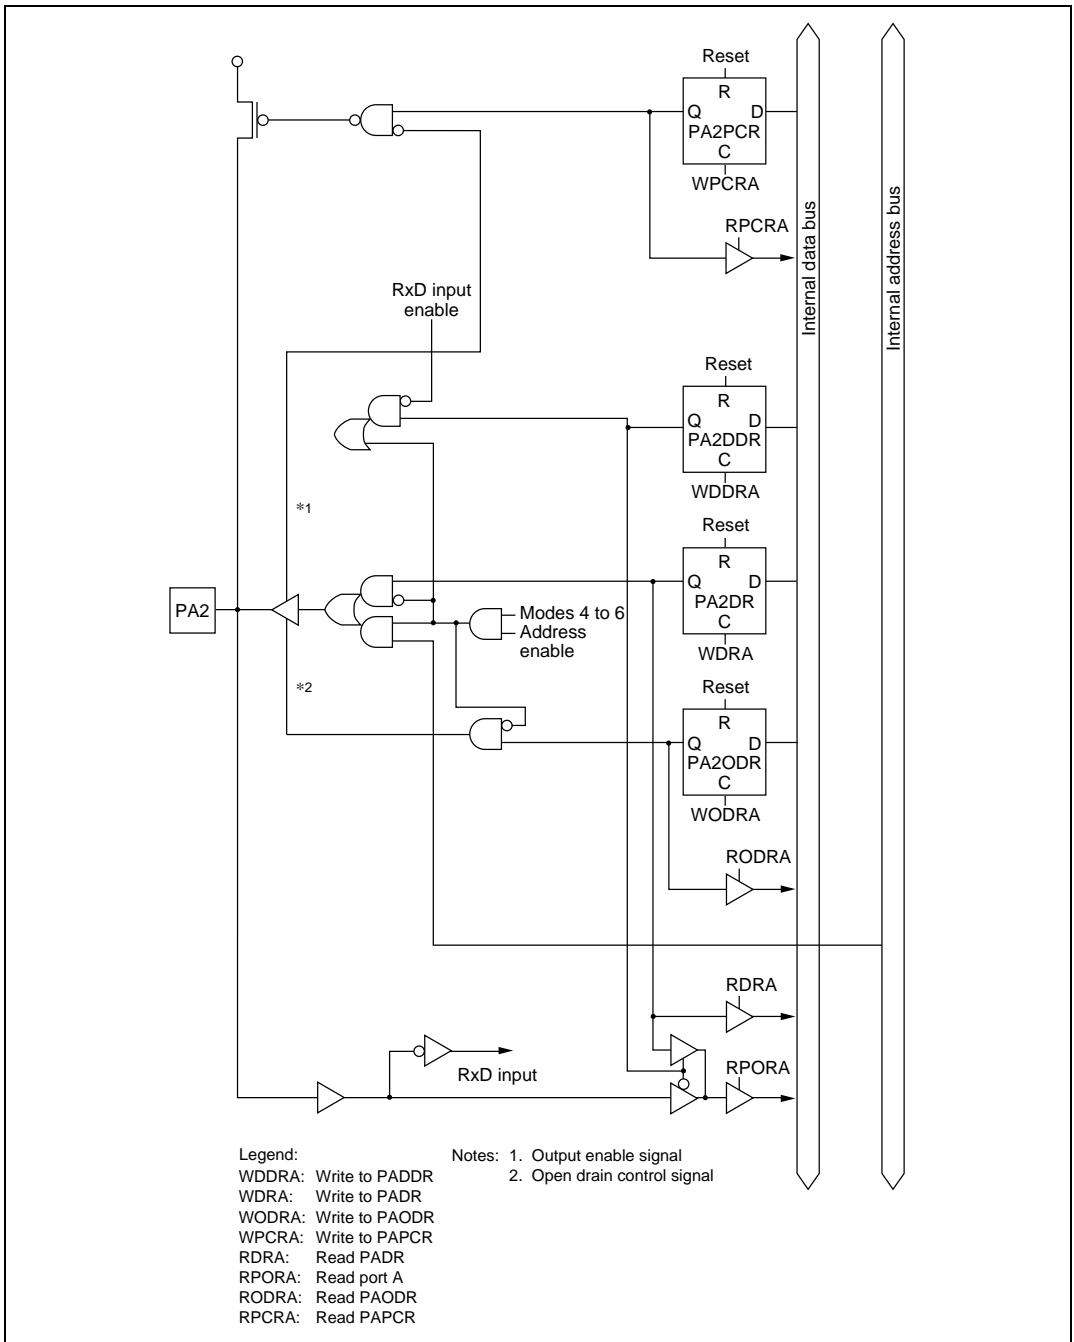 Reset
R
Q D
PA2PCR
C
WPCRA
RPCRA
Internal data bus
Internal address bus
RxD input
enable
Reset
R
Q D
PA2DDR
C
WDDRA
*1
Reset
R
Q D
PA2DR
C
WDRA
PA2
Modes 4 to 6
Address
enable
*2
Reset
R
Q D
PA2ODR
C
WODRA
RODRA
RDRA
RxD input
RPORA
Legend:
WDDRA: Write to PADDR
WDRA: Write to PADR
WODRA: Write to PAODR
WPCRA: Write to PAPCR
RDRA: Read PADR
RPORA: Read port A
RODRA: Read PAODR
RPCRA: Read PAPCR
Notes: 1. Output enable signal
2. Open drain control signal